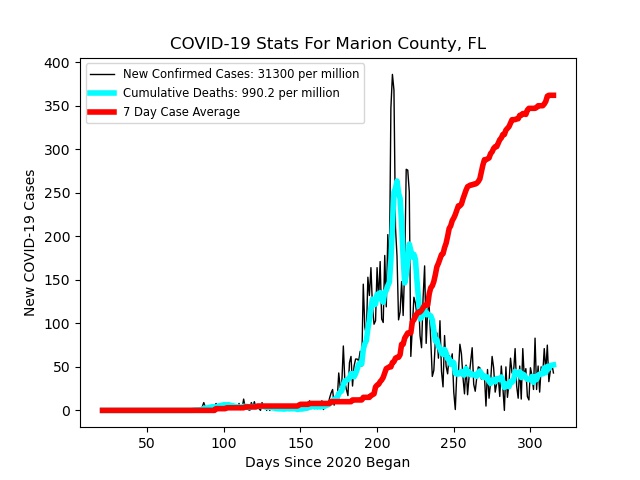 COVID-19 Stats For Marion County, FL
New Confirmed Cases: 31300 per million
Cumulative Deaths: 990.2 per million
7 Day Case Average
New COVID-19 Cases
400
350
300
250
200
150
100
50
0
50 100 150 200 250 300
Days Since 2020 Began